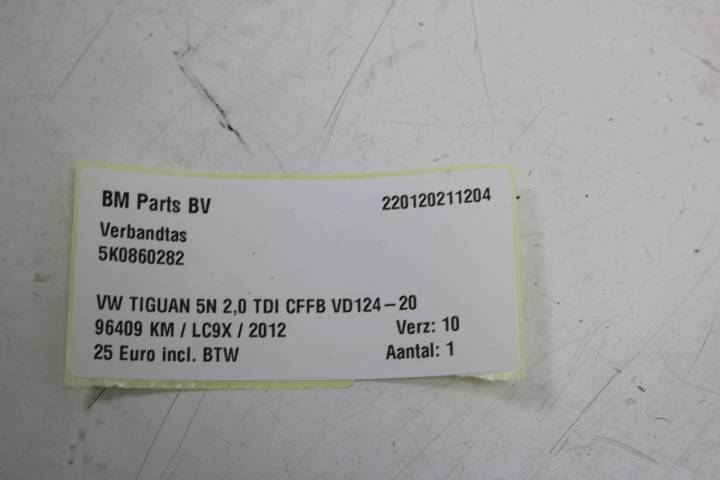 BM Parts BV 220120211204
Verbandtas
5K0860282
VW TIGUAN 5N 2,0 TDI CFFB VD124-20
96409 KM / LC9X / 2012 Verz: 10
25 Euro incl. BTW Aantal: 1